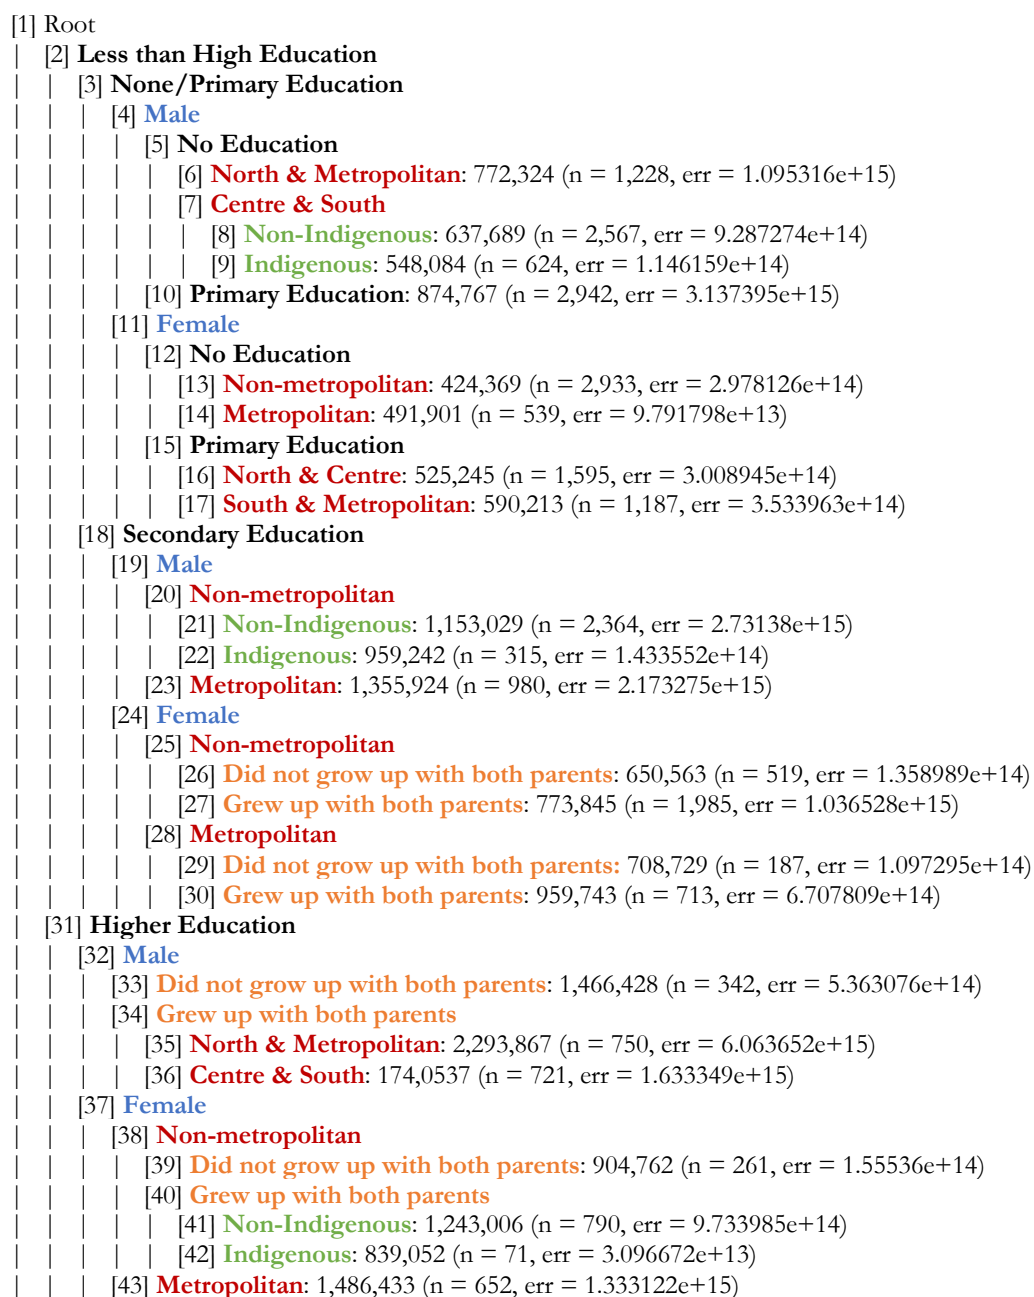 [1] Root
| [2] Less than High Education
| | [3] None/Primary Education
| | | [4] Male
| | | | [5] No Education
| | | | | [6] North & Metropolitan: 772,324 (n = 1,228, err = 1.095316e+15)
| | | | | [7] Centre & South
| | | | | | [8] Non-Indigenous: 637,689 (n = 2,567, err = 9.287274e+14)
| | | | | | [9] Indigenous: 548,084 (n = 624, err = 1.146159e+14)
| | | | [10] Primary Education: 874,767 (n = 2,942, err = 3.137395e+15)
| | | [11] Female
| | | | [12] No Education
| | | | | [13] Non-metropolitan: 424,369 (n = 2,933, err = 2.978126e+14)
| | | | | [14] Metropolitan: 491,901 (n = 539, err = 9.791798e+13)
| | | | [15] Primary Education
| | | | | [16] North & Centre: 525,245 (n = 1,595, err = 3.008945e+14)
| | | | | [17] South & Metropolitan: 590,213 (n = 1,187, err = 3.533963e+14)
| | [18] Secondary Education
| | | [19] Male
| | | | [20] Non-metropolitan
| | | | | [21] Non-Indigenous: 1,153,029 (n = 2,364, err = 2.73138e+15)
| | | | | [22] Indigenous: 959,242 (n = 315, err = 1.433552e+14)
| | | | [23] Metropolitan: 1,355,924 (n = 980, err = 2.173275e+15)
| | | [24] Female
| | | | [25] Non-metropolitan
| | | | | [26] Did not grow up with both parents: 650,563 (n = 519, err = 1.358989e+14)
| | | | | [27] Grew up with both parents: 773,845 (n = 1,985, err = 1.036528e+15)
| | | | [28] Metropolitan
| | | | | [29] Did not grow up with both parents: 708,729 (n = 187, err = 1.097295e+14)
| | | | | [30] Grew up with both parents: 959,743 (n = 713, err = 6.707809e+14)
| [31] Higher Education
| | [32] Male
| | | [33] Did not grow up with both parents: 1,466,428 (n = 342, err = 5.363076e+14)
| | | [34] Grew up with both parents
| | | | [35] North & Metropolitan: 2,293,867 (n = 750, err = 6.063652e+15)
| | | | [36] Centre & South: 174,0537 (n = 721, err = 1.633349e+15)
| | [37] Female
| | | [38] Non-metropolitan
| | | | [39] Did not grow up with both parents: 904,762 (n = 261, err = 1.55536e+14)
| | | | [40] Grew up with both parents
| | | | | [41] Non-Indigenous: 1,243,006 (n = 790, err = 9.733985e+14)
| | | | | [42] Indigenous: 839,052 (n = 71, err = 3.096672e+13)
| | | [43] Metropolitan: 1,486,433 (n = 652, err = 1.333122e+15)